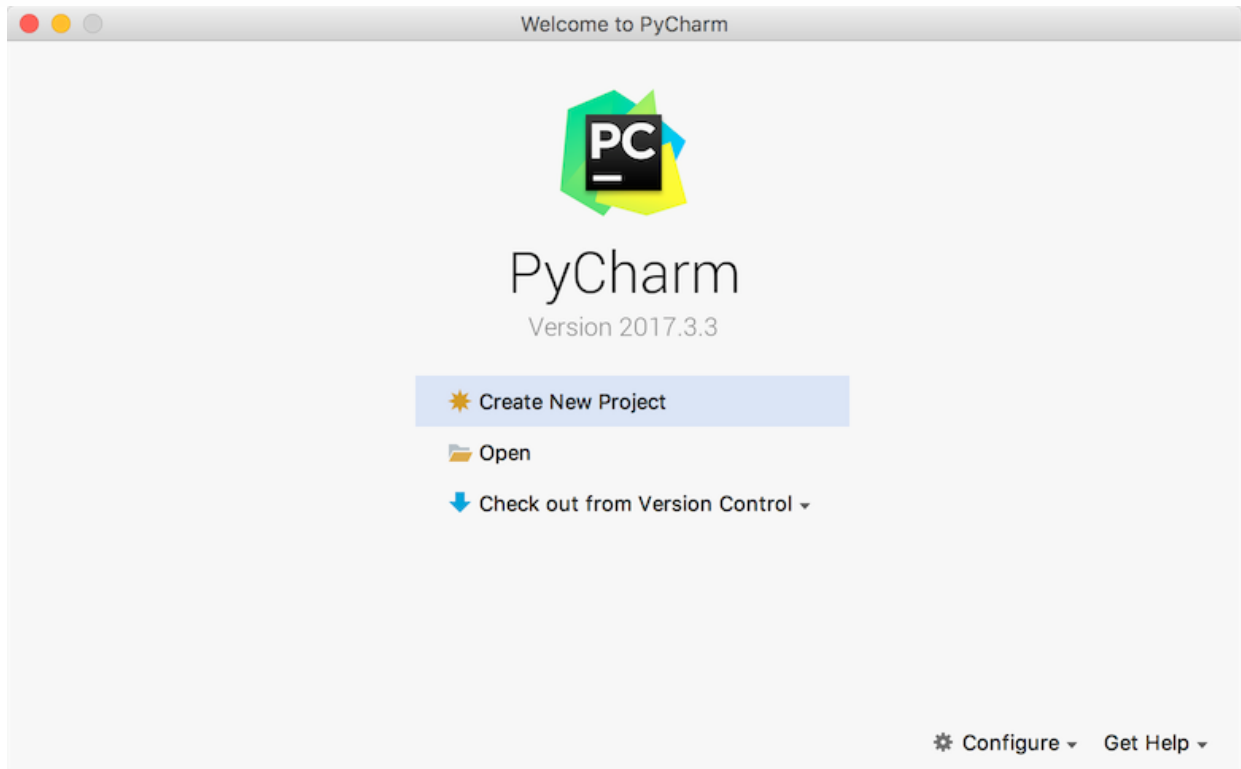 Welcome to PyCharm
PC
PyCharm
Version 2017.3.3
Create New Project
Open
Check out from Version Control
Configure
Get Help